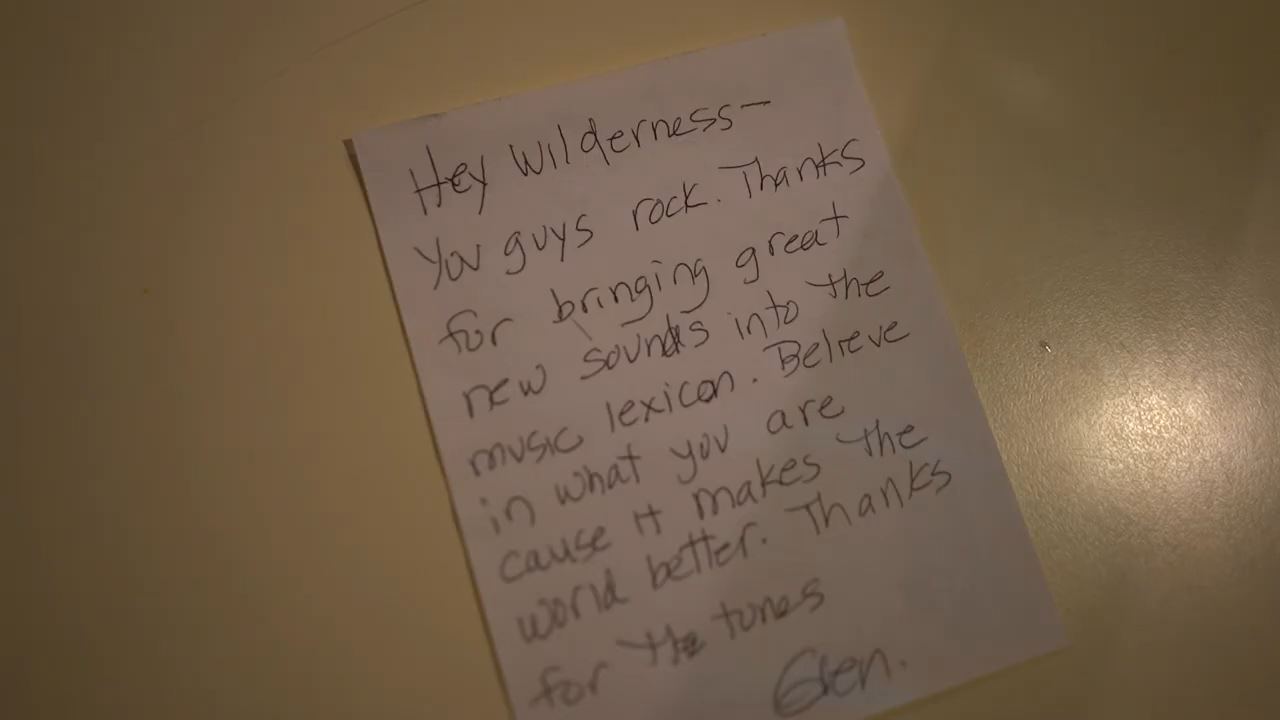 Hey Wilderness—
You guys rock. Thanks
for bringing great
new sounds into the
music lexicon. Believe
in what you are
cause it makes the
world better. Thanks
for the tunes
Glen.